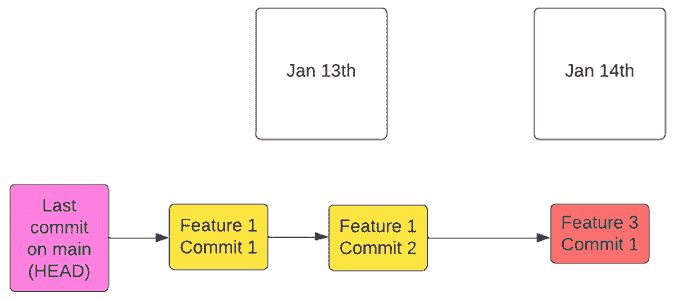 Jan 13th
Jan 14th
Last
commit
on main
(HEAD)
Feature 1
Commit 1
Feature 1
Commit 2
Feature 3
Commit 1